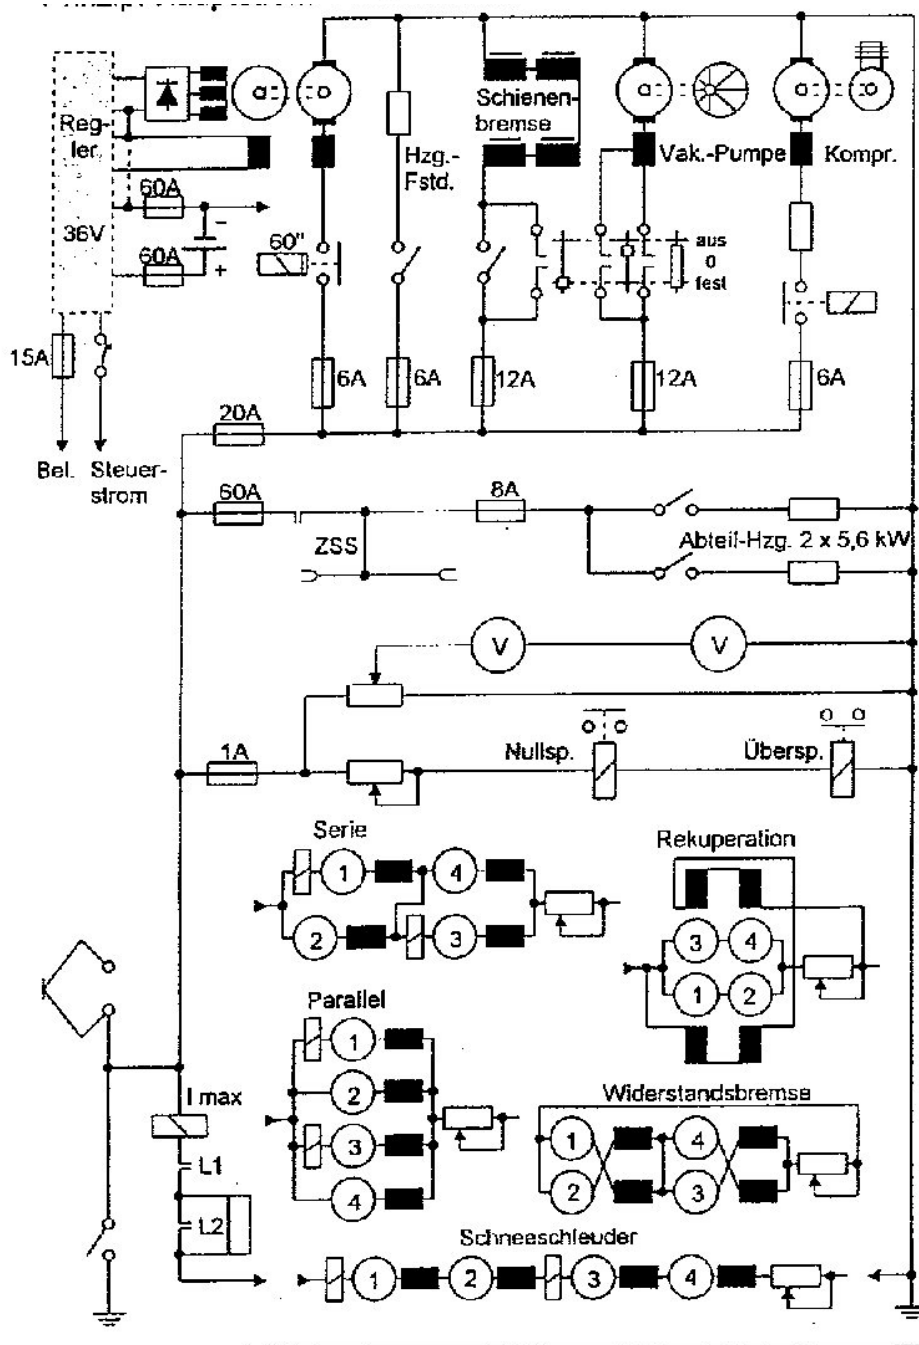 Reg-
ler
36V
60A
60A
−
+
15A
Bel.
Steuer-
strom
60"
Hzg.-
Fstd.
Schienen-
bremse
Vak.-Pumpe
Kompr.
aus
0
fest
6A
6A
12A
12A
6A
20A
60A
8A
ZSS
Abteil-Hzg. 2 x 5,6 kW
V
V
1A
Nullsp.
Übersp.
Serie
1
4
2
3
Rekuperation
3
4
1
2
Parallel
1
2
3
4
I max
L1
L2
Widerstandsbremse
1
4
2
3
Schneeschleuder
1
2
3
4